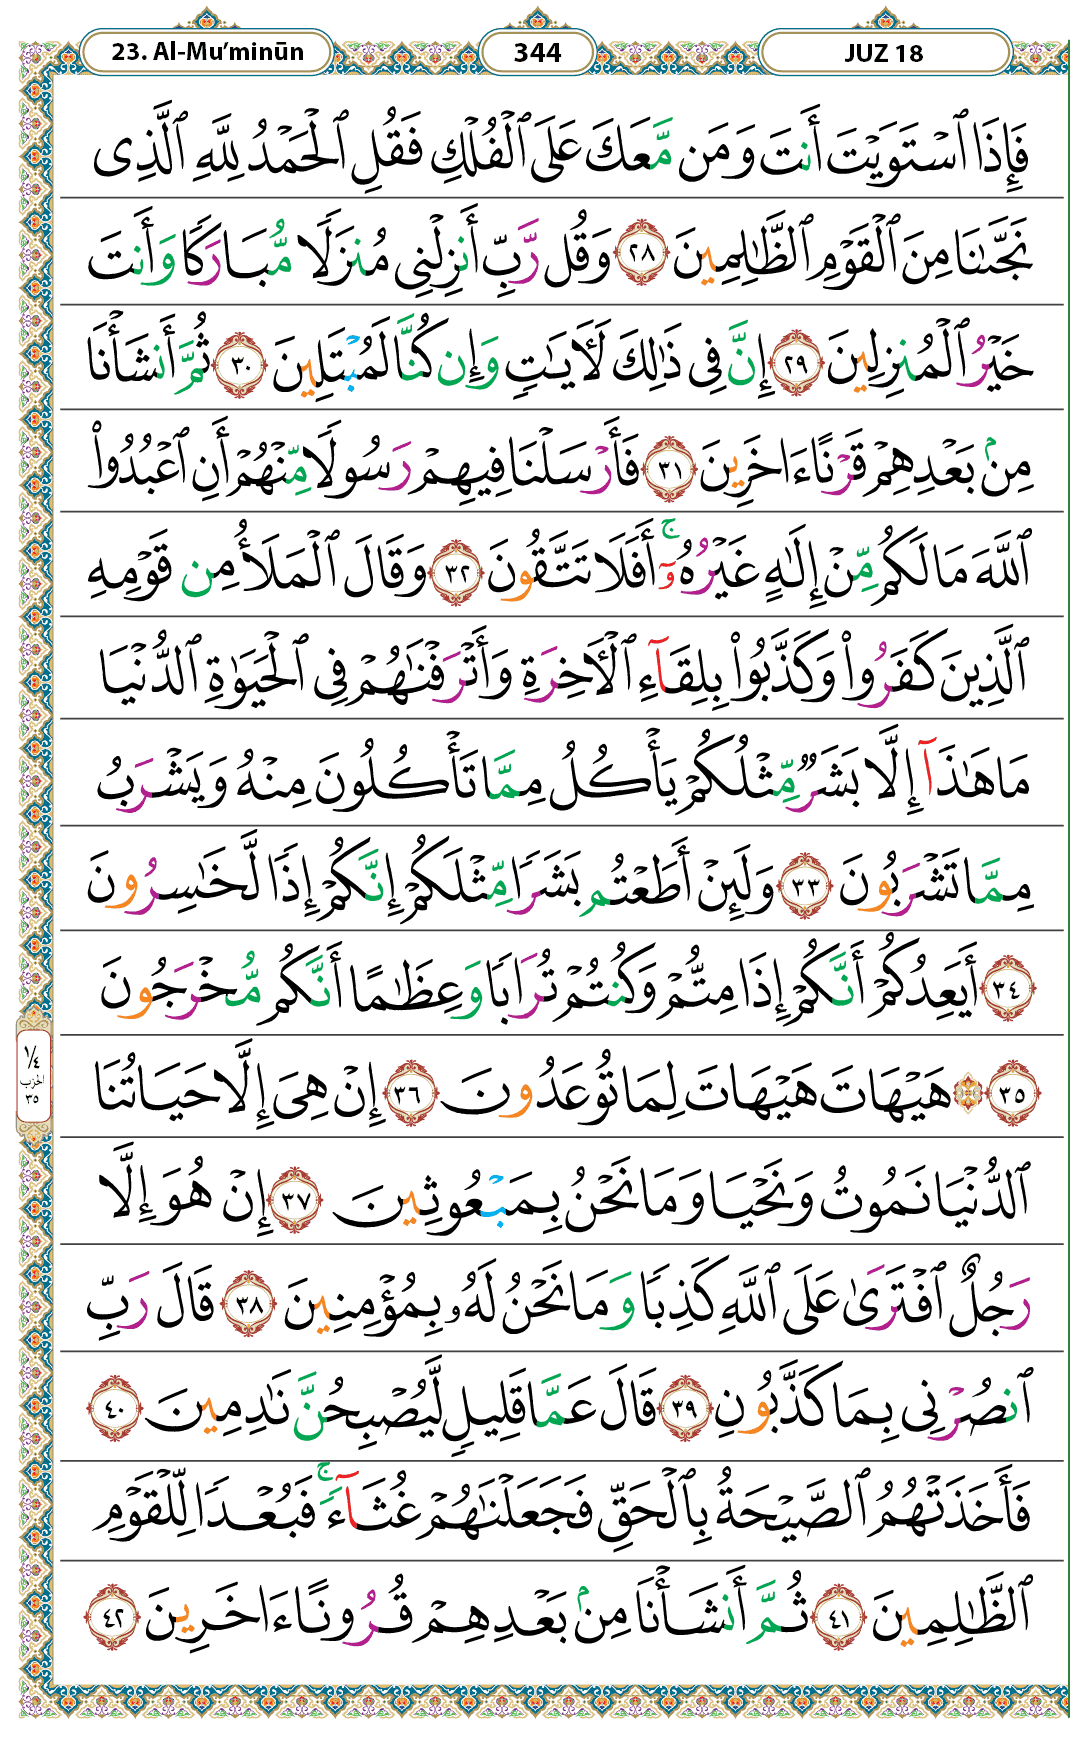 23. Al-Mu’minūn
344
JUZ 18
فَإِذَا ٱسْتَوَيْتَ أَنتَ وَمَن مَّعَكَ عَلَى ٱلْفُلْكِ فَقُلِ ٱلْحَمْدُ لِلَّهِ ٱلَّذِى
نَجَّىٰنَا مِنَ ٱلْقَوْمِ ٱلظَّٰلِمِينَ ٢٨ وَقُل رَّبِّ أَنزِلْنِى مُنزَلًا مُّبَارَكًا وَأَنتَ
خَيْرُ ٱلْمُنزِلِينَ ٢٩ إِنَّ فِى ذَٰلِكَ لَـَٔايَٰتٍ وَإِن كُنَّا لَمُبْتَلِينَ ٣٠ ثُمَّ أَنشَأْنَا
مِنۢ بَعْدِهِمْ قَرْنًا ءَاخَرِينَ ٣١ فَأَرْسَلْنَا فِيهِمْ رَسُولًا مِّنْهُمْ أَنِ ٱعْبُدُوا۟
ٱللَّهَ مَا لَكُم مِّنْ إِلَٰهٍ غَيْرُهُۥٓ ۚ أَفَلَا تَتَّقُونَ ٣٢ وَقَالَ ٱلْمَلَأُ مِن قَوْمِهِ
ٱلَّذِينَ كَفَرُوا۟ وَكَذَّبُوا۟ بِلِقَآءِ ٱلْـَٔاخِرَةِ وَأَتْرَفْنَٰهُمْ فِى ٱلْحَيَوٰةِ ٱلدُّنْيَا
مَا هَٰذَآ إِلَّا بَشَرٌ مِّثْلُكُمْ يَأْكُلُ مِمَّا تَأْكُلُونَ مِنْهُ وَيَشْرَبُ
مِمَّا تَشْرَبُونَ ٣٣ وَلَئِنْ أَطَعْتُم بَشَرًا مِّثْلَكُمْ إِنَّكُمْ إِذًا لَّخَٰسِرُونَ
٣٤ أَيَعِدُكُمْ أَنَّكُمْ إِذَا مِتُّمْ وَكُنتُمْ تُرَابًا وَعِظَٰمًا أَنَّكُم مُّخْرَجُونَ
١/٤
الحزب
٣٥
٣٥ ۞ هَيْهَاتَ هَيْهَاتَ لِمَا تُوعَدُونَ ٣٦ إِنْ هِىَ إِلَّا حَيَاتُنَا
ٱلدُّنْيَا نَمُوتُ وَنَحْيَا وَمَا نَحْنُ بِمَبْعُوثِينَ ٣٧ إِنْ هُوَ إِلَّا
رَجُلٌ ٱفْتَرَىٰ عَلَى ٱللَّهِ كَذِبًا وَمَا نَحْنُ لَهُۥ بِمُؤْمِنِينَ ٣٨ قَالَ رَبِّ
ٱنصُرْنِى بِمَا كَذَّبُونِ ٣٩ قَالَ عَمَّا قَلِيلٍ لَّيُصْبِحُنَّ نَٰدِمِينَ ٤٠
فَأَخَذَتْهُمُ ٱلصَّيْحَةُ بِٱلْحَقِّ فَجَعَلْنَٰهُمْ غُثَآءً ۚ فَبُعْدًا لِّلْقَوْمِ
ٱلظَّٰلِمِينَ ٤١ ثُمَّ أَنشَأْنَا مِنۢ بَعْدِهِمْ قُرُونًا ءَاخَرِينَ ٤٢